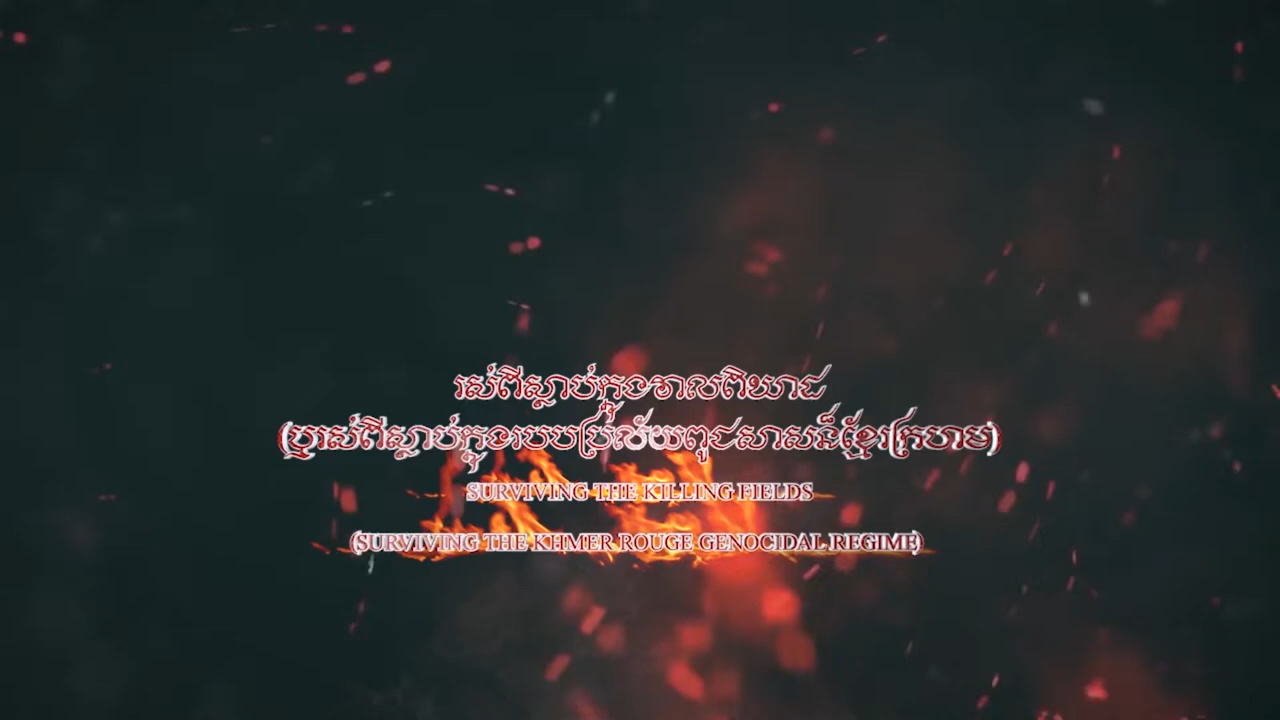 រស់ពីស្លាប់ក្នុងវាលពិឃាដ
(ឬរស់ពីស្លាប់ក្នុងរបបប្រល័យពូជសាសន៍ខ្មែរក្រហម)
SURVIVING THE KILLING FIELDS
(SURVIVING THE KHMER ROUGE GENOCIDAL REGIME)